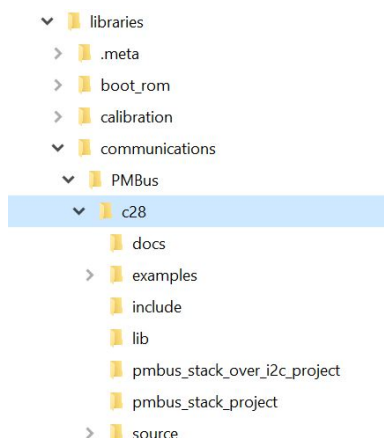 libraries
.meta
boot_rom
calibration
communications
PMBus
c28
docs
examples
include
lib
pmbus_stack_over_i2c_project
pmbus_stack_project
source